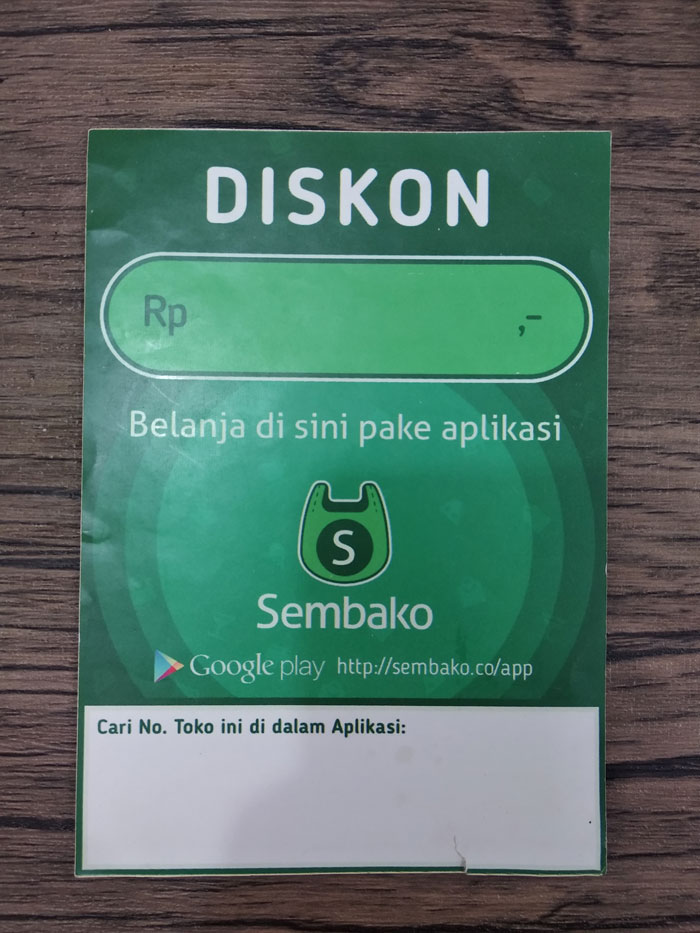 DISKON
Rp ,-
Belanja di sini pake aplikasi
S
Sembako
Google play http://sembako.co/app
Cari No. Toko ini di dalam Aplikasi: